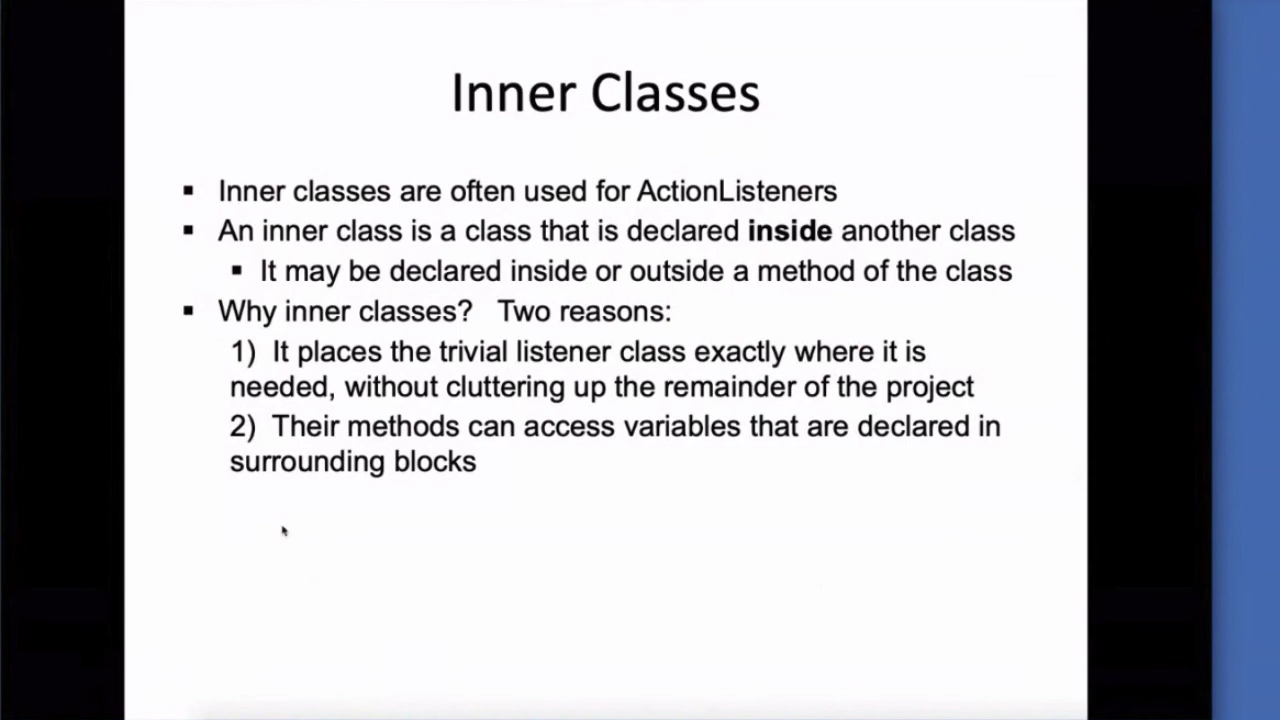 Inner Classes
▪ Inner classes are often used for ActionListeners
▪ An inner class is a class that is declared inside another class
▪ It may be declared inside or outside a method of the class
▪ Why inner classes? Two reasons:
1) It places the trivial listener class exactly where it is
needed, without cluttering up the remainder of the project
2) Their methods can access variables that are declared in
surrounding blocks